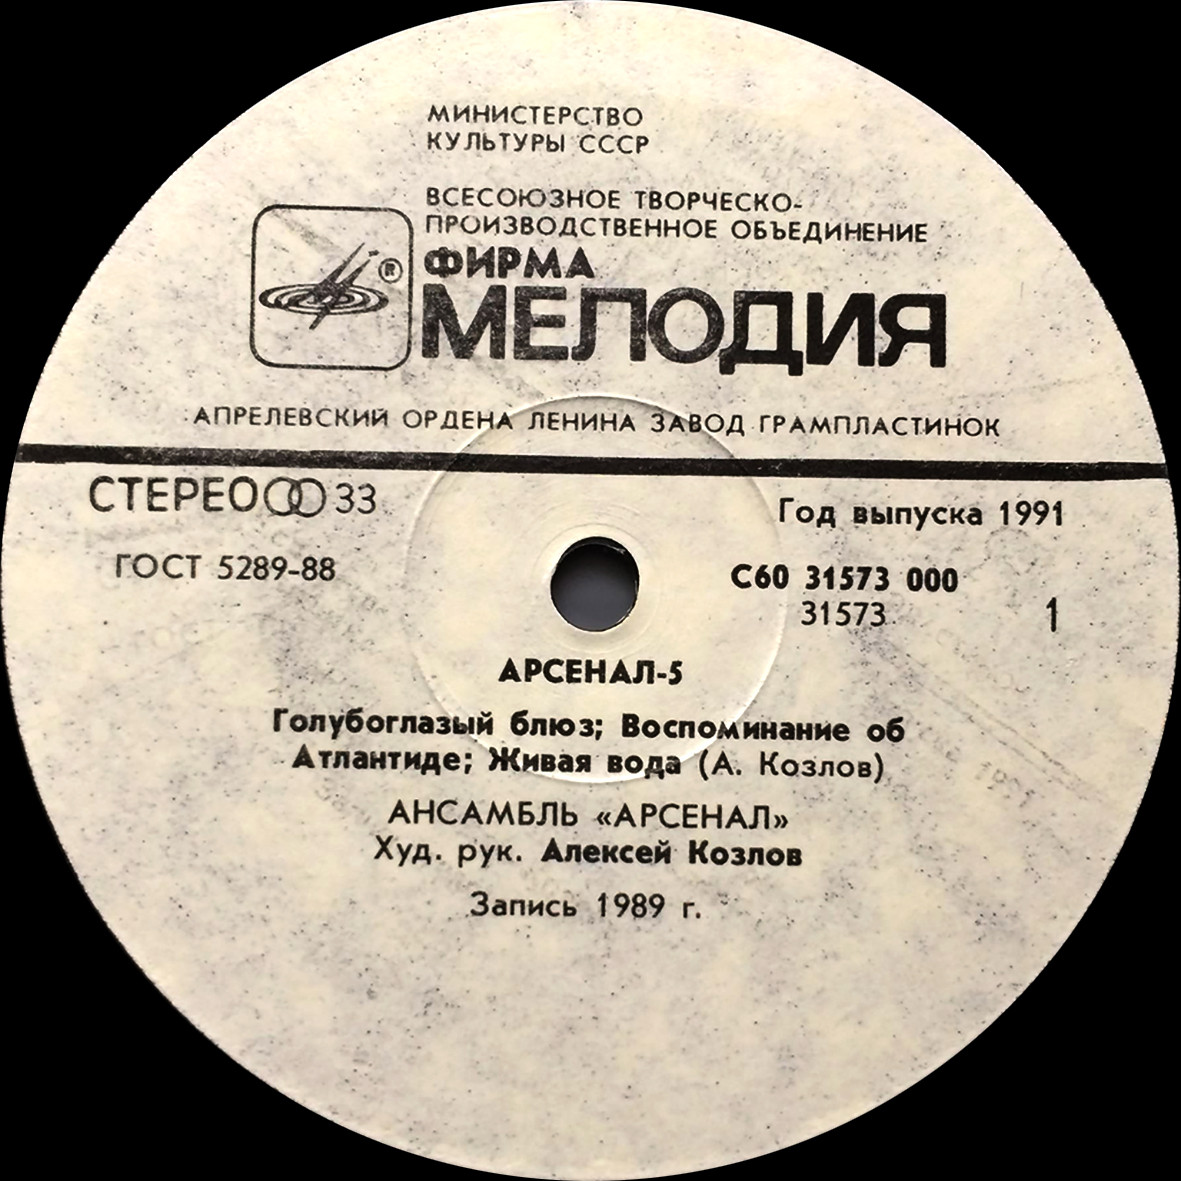 МИНИСТЕРСТВО
КУЛЬТУРЫ СССР
ВСЕСОЮЗНОЕ ТВОРЧЕСКО-
ПРОИЗВОДСТВЕННОЕ ОБЪЕДИНЕНИЕ
®
ФИРМА
МЕЛОДИЯ
АПРЕЛЕВСКИЙ ОРДЕНА ЛЕНИНА ЗАВОД ГРАМПЛАСТИНОК
СТЕРЕО 33
Год выпуска 1991
ГОСТ 5289-88
С60 31573 000
31573 1
АРСЕНАЛ-5
Голубоглазый блюз; Воспоминание об
Атлантиде; Живая вода (А. Козлов)
АНСАМБЛЬ «АРСЕНАЛ»
Худ. рук. Алексей Козлов
Запись 1989 г.